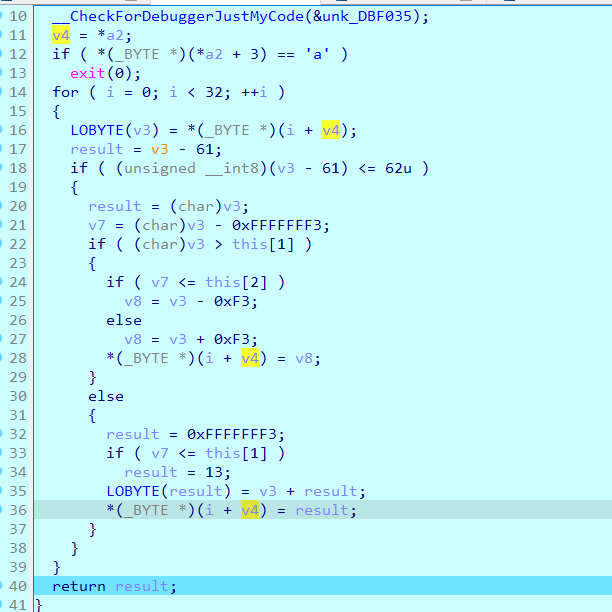 10 __CheckForDebuggerJustMyCode(&unk_DBF035);
11 v4 = *a2;
12 if ( *(_BYTE *)(*a2 + 3) == 'a' )
13 exit(0);
14 for ( i = 0; i < 32; ++i )
15 {
16 LOBYTE(v3) = *(_BYTE *)(i + v4);
17 result = v3 - 61;
18 if ( (unsigned __int8)(v3 - 61) <= 62u )
19 {
20 result = (char)v3;
21 v7 = (char)v3 - 0xFFFFFFF3;
22 if ( (char)v3 > this[1] )
23 {
24 if ( v7 <= this[2] )
25 v8 = v3 - 0xF3;
26 else
27 v8 = v3 + 0xF3;
28 *(_BYTE *)(i + v4) = v8;
29 }
30 else
31 {
32 result = 0xFFFFFFF3;
33 if ( v7 <= this[1] )
34 result = 13;
35 LOBYTE(result) = v3 + result;
36 *(_BYTE *)(i + v4) = result;
37 }
38 }
39 }
40 return result;
41 }